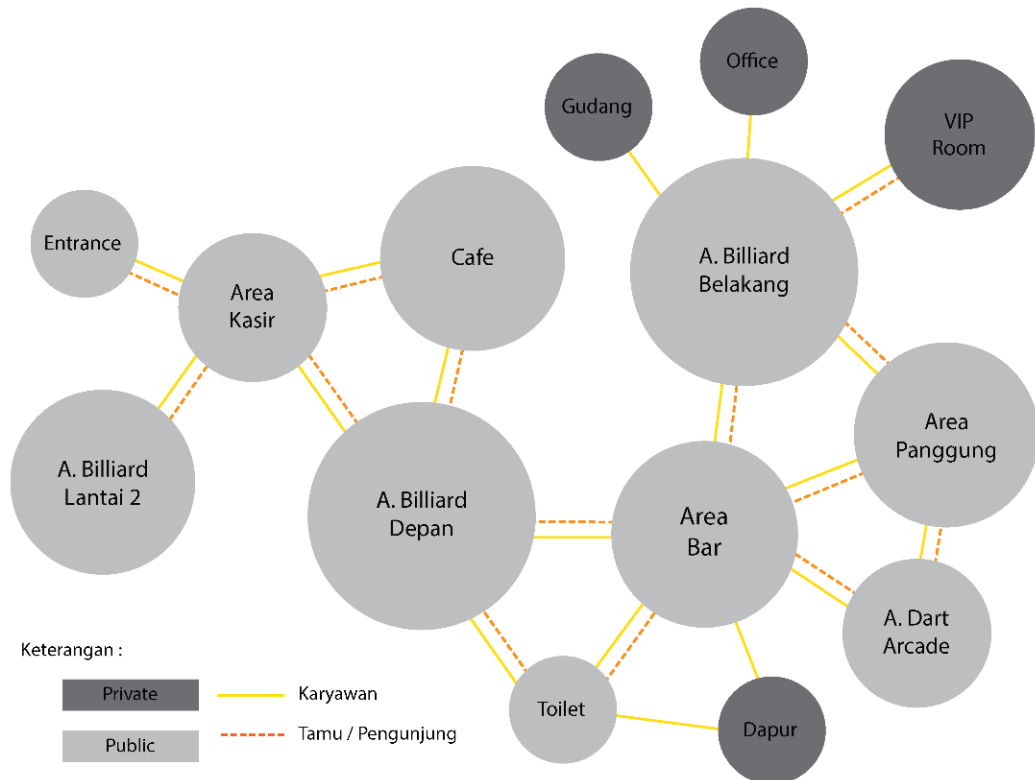 Office
Gudang
VIP
Room
Entrance
Cafe
A. Billiard
Belakang
Area
Kasir
Area
Panggung
A. Billiard
Lantai 2
A. Billiard
Depan
Area
Bar
A. Dart
Arcade
Toilet
Dapur
Keterangan :
Private
Karyawan
Public
Tamu / Pengunjung